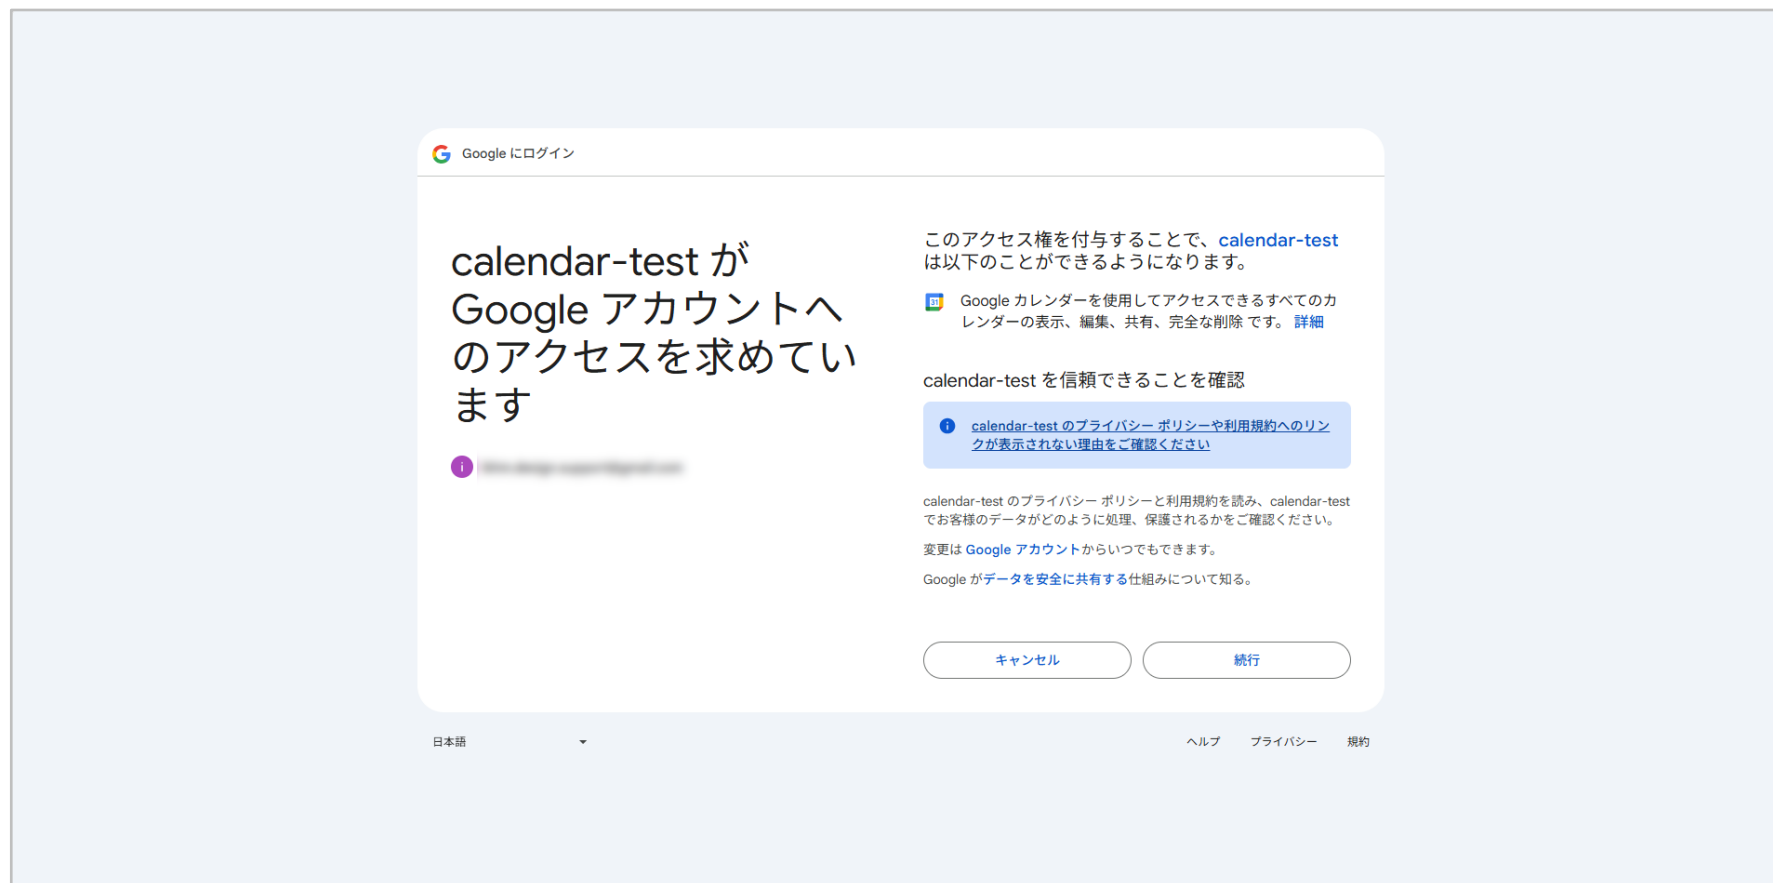 Google にログイン
calendar-test が
Google アカウントへ
のアクセスを求めてい
ます
i
このアクセス権を付与することで、calendar-test
は以下のことができるようになります。
31
Google カレンダーを使用してアクセスできるすべてのカ
レンダーの表示、編集、共有、完全な削除 です。 詳細
calendar-test を信頼できることを確認
calendar-test のプライバシー ポリシーや利用規約へのリン
クが表示されない理由をご確認ください
calendar-test のプライバシー ポリシーと利用規約を読み、calendar-test
でお客様のデータがどのように処理、保護されるかをご確認ください。
変更は Google アカウントからいつでもできます。
Google がデータを安全に共有する仕組みについて知る。
キャンセル
続行
日本語
ヘルプ プライバシー 規約